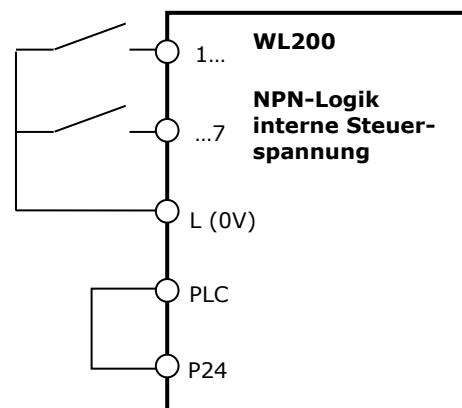 1...
WL200
...7
NPN-Logik
interne Steuer-
spannung
L (0V)
PLC
P24